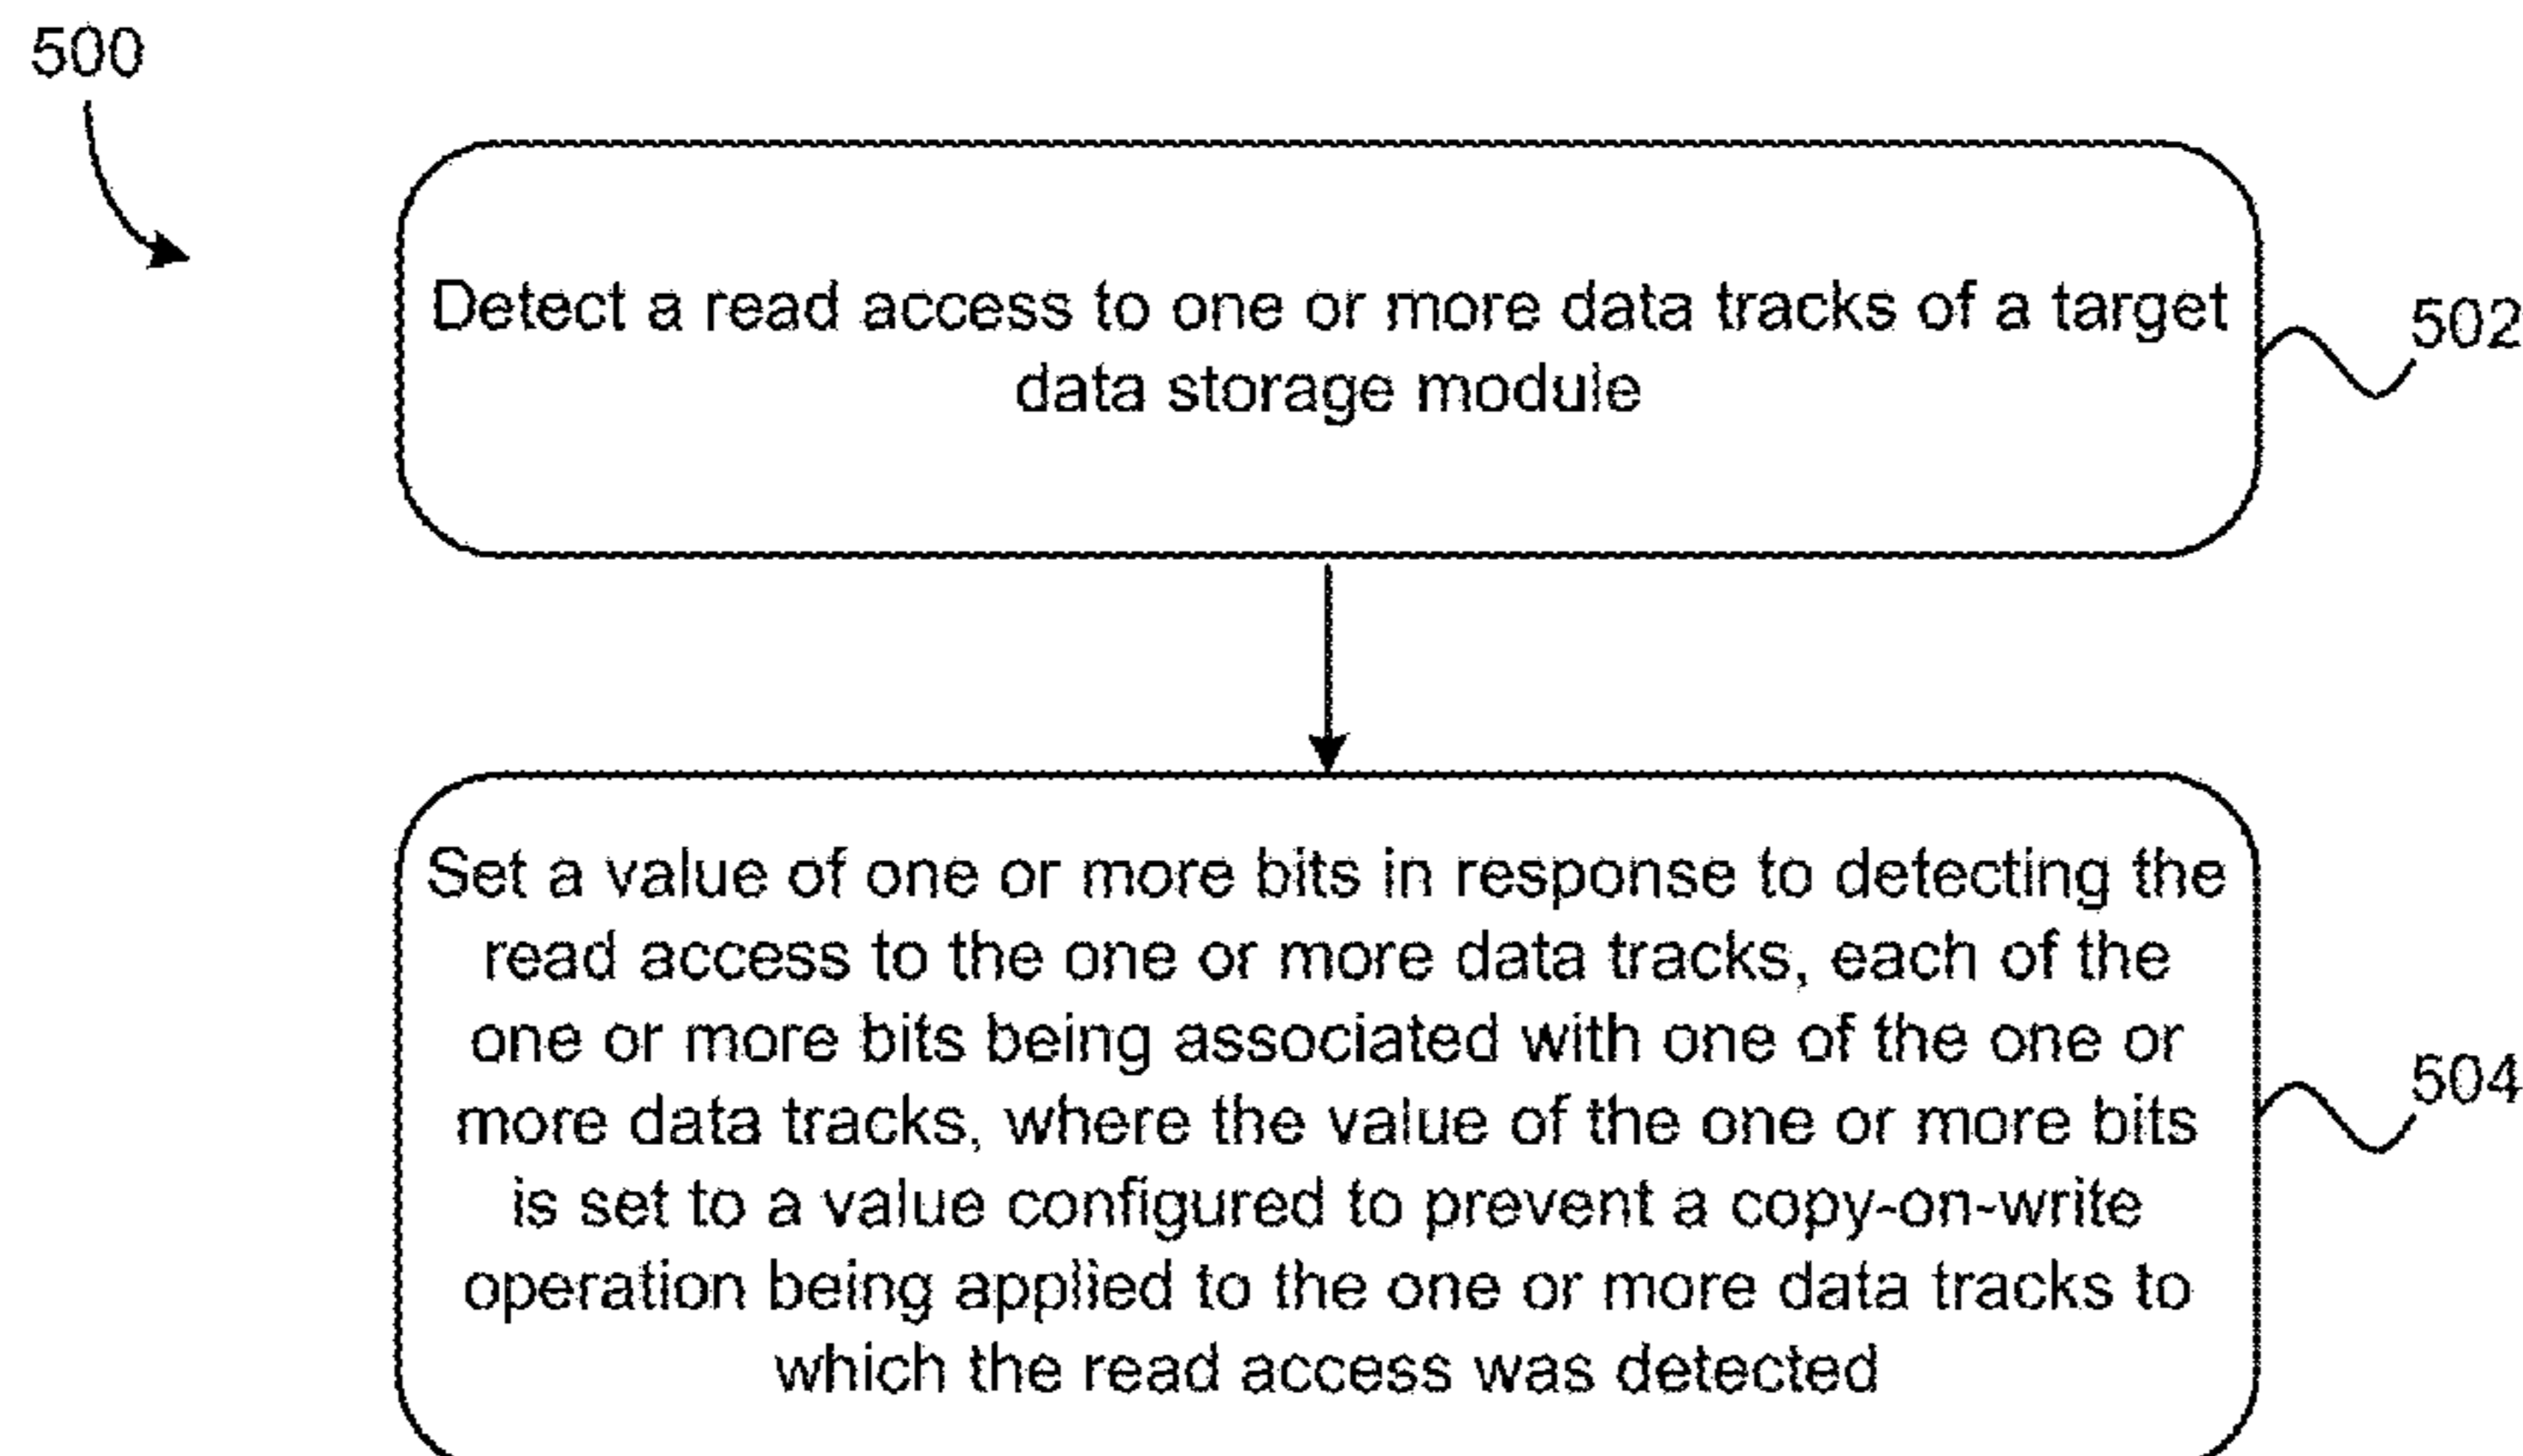 500
Detect a read access to one or more data tracks of a target
data storage module
502
Set a value of one or more bits in response to detecting the
read access to the one or more data tracks, each of the
one or more bits being associated with one of the one or
more data tracks, where the value of the one or more bits
is set to a value configured to prevent a copy-on-write
operation being applied to the one or more data tracks to
which the read access was detected
504